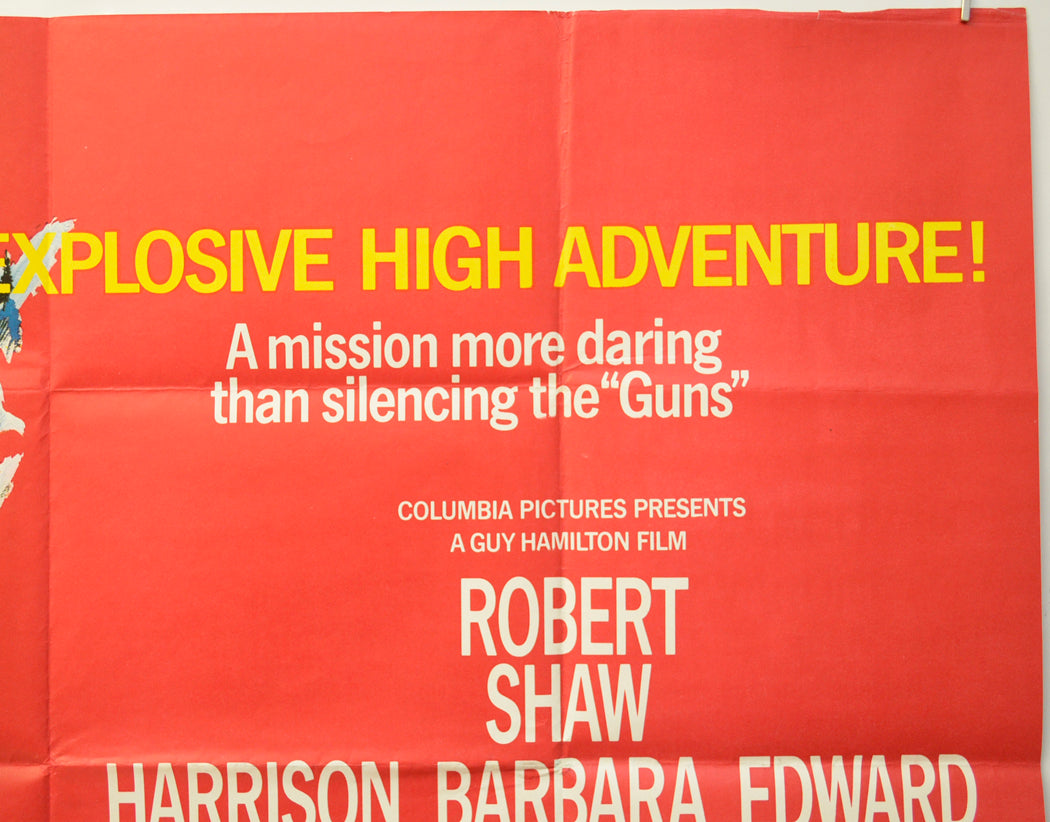 EXPLOSIVE HIGH ADVENTURE!
A mission more daring
than silencing the “Guns”
COLUMBIA PICTURES PRESENTS
A GUY HAMILTON FILM
ROBERT
SHAW
HARRISON BARBARA EDWARD